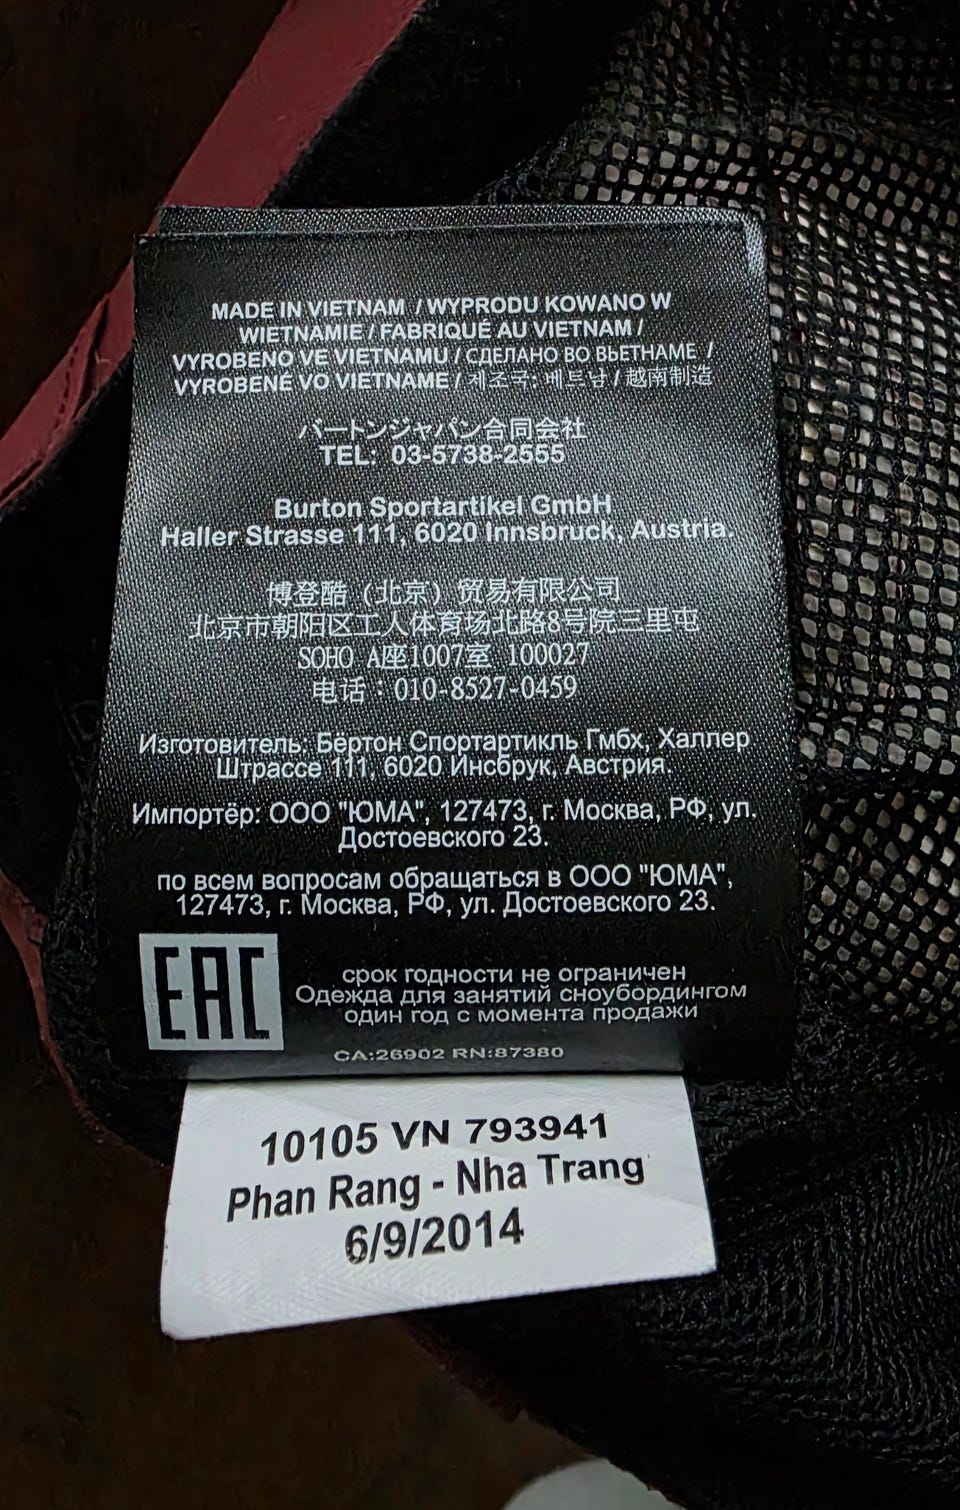 MADE IN VIETNAM / WYPRODU KOWANO W
WIETNAMIE / FABRIQUÉ AU VIETNAM /
VYROBENO VE VIETNAMU / СДЕЛАНО ВО ВЬЕТНАМЕ /
VYROBENÉ VO VIETNAME / 제조국: 베트남 / 越南制造
バートンジャパン合同会社
TEL: 03-5738-2555
Burton Sportartikel GmbH
Haller Strasse 111, 6020 Innsbruck, Austria.
博登酷（北京）贸易有限公司
北京市朝阳区工人体育场北路8号院三里屯
SOHO A座1007室 100027
电话：010-8527-0459
Изготовитель: Бёртон Спортартикль Гмбх, Халлер
Штрассе 111, 6020 Инсбрук, Австрия.
Импортёр: ООО "ЮМА", 127473, г. Москва, РФ, ул.
Достоевского 23.
по всем вопросам обращаться в ООО "ЮМА",
127473, г. Москва, РФ, ул. Достоевского 23.
EAC
срок годности не ограничен
Одежда для занятий сноубордингом
один год с момента продажи
CA:26902 RN:87380
10105 VN 793941
Phan Rang - Nha Trang
6/9/2014